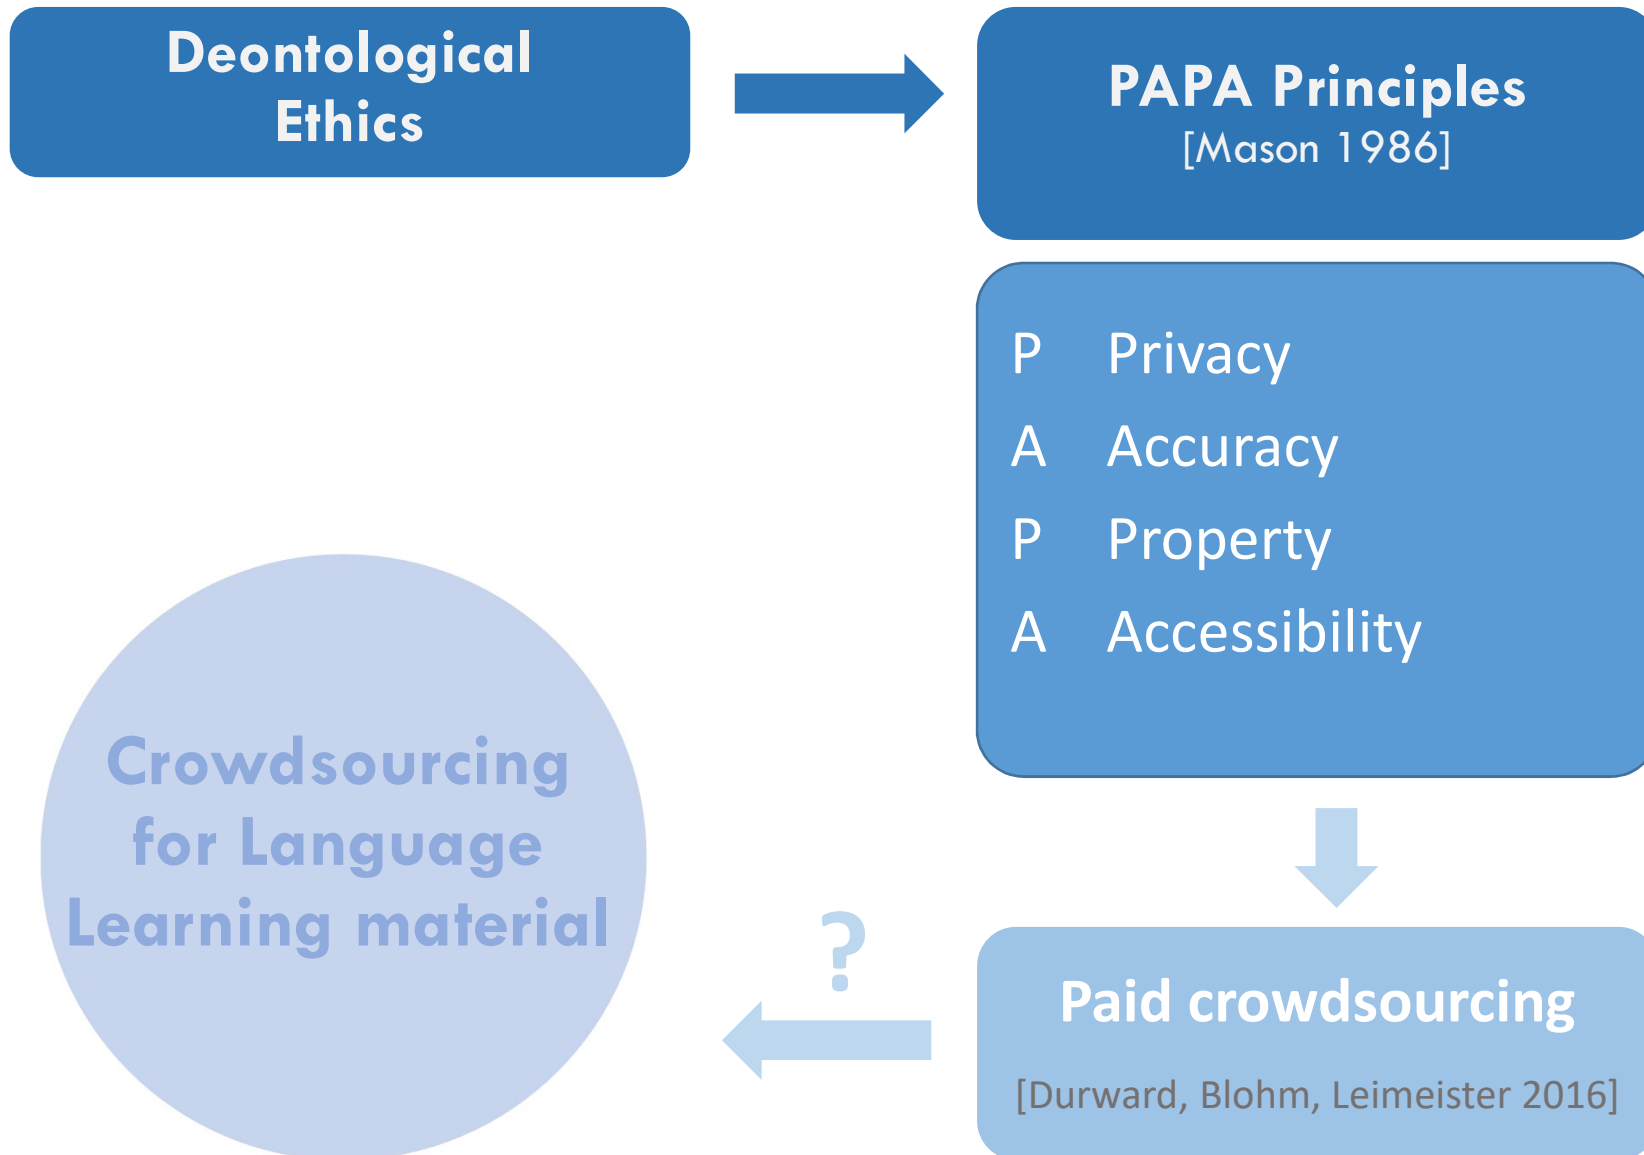 Deontological
Ethics
PAPA Principles
[Mason 1986]
P Privacy
A Accuracy
P Property
A Accessibility
Crowdsourcing
for Language
Learning material
?
Paid crowdsourcing
[Durward, Blohm, Leimeister 2016]